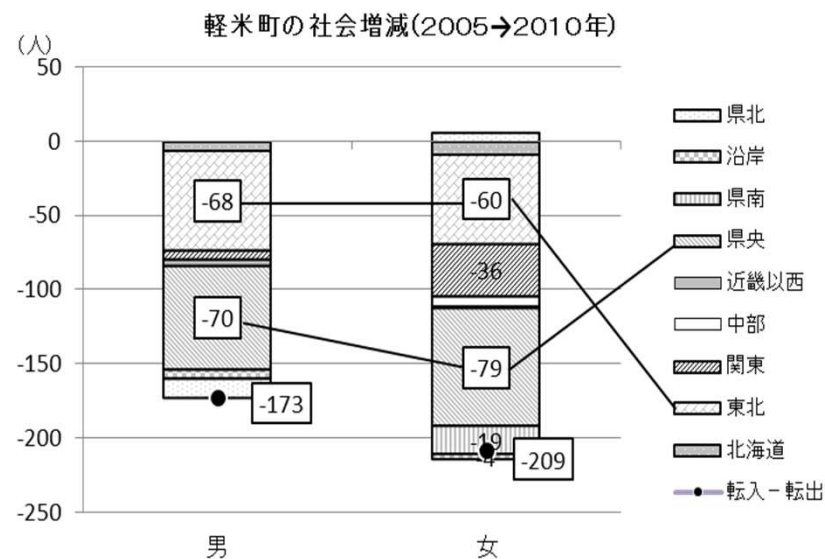 軽米町の社会増減(2005→2010年)
(人)
50
0
-50
-100
-150
-200
-250
-68
-70
-173
-60
-36
-79
-19
-209
男
女
県北
沿岸
県南
県央
近畿以西
中部
関東
東北
北海道
転入－転出